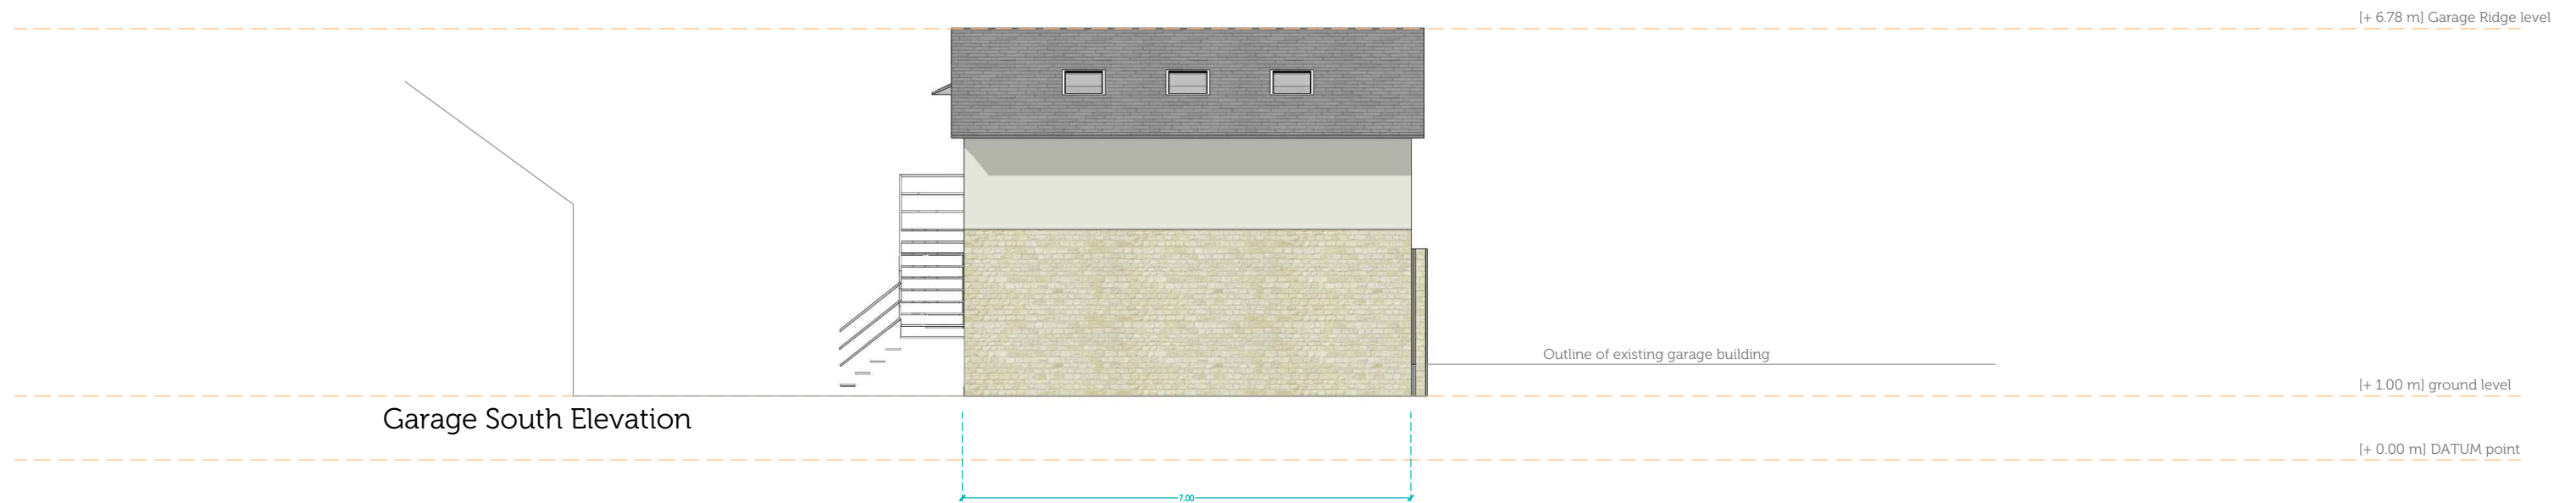 [+ 6.78 m] Garage Ridge level
Outline of existing garage building
[+ 1.00 m] ground level
Garage South Elevation
[+ 0.00 m] DATUM point
7.00